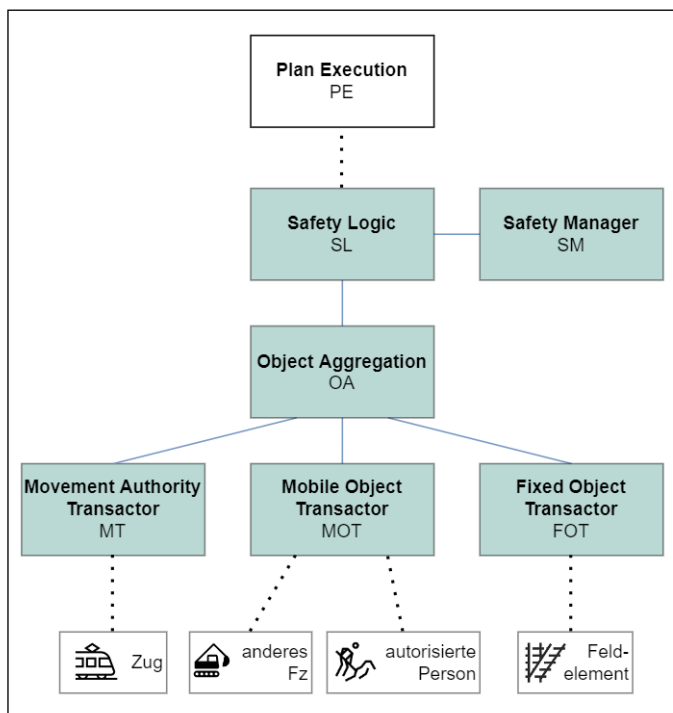 Plan Execution
PE
Safety Logic
SL
Safety Manager
SM
Object Aggregation
OA
Movement Authority
Transactor
MT
Mobile Object
Transactor
MOT
Fixed Object
Transactor
FOT
Zug
anderes
Fz
autorisierte
Person
Feld-
element